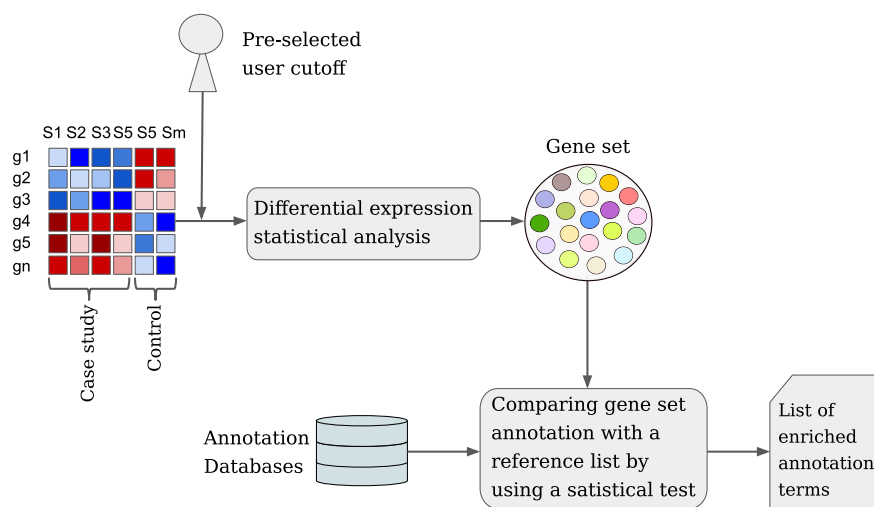 Pre-selected
user cutoff
S1 S2 S3 S5 S5 Sm
g1
g2
g3
g4
g5
gn
Case study
Control
Differential expression
statistical analysis
Gene set
Annotation
Databases
Comparing gene set
annotation with a
reference list by
using a satistical test
List of
enriched
annotation
terms